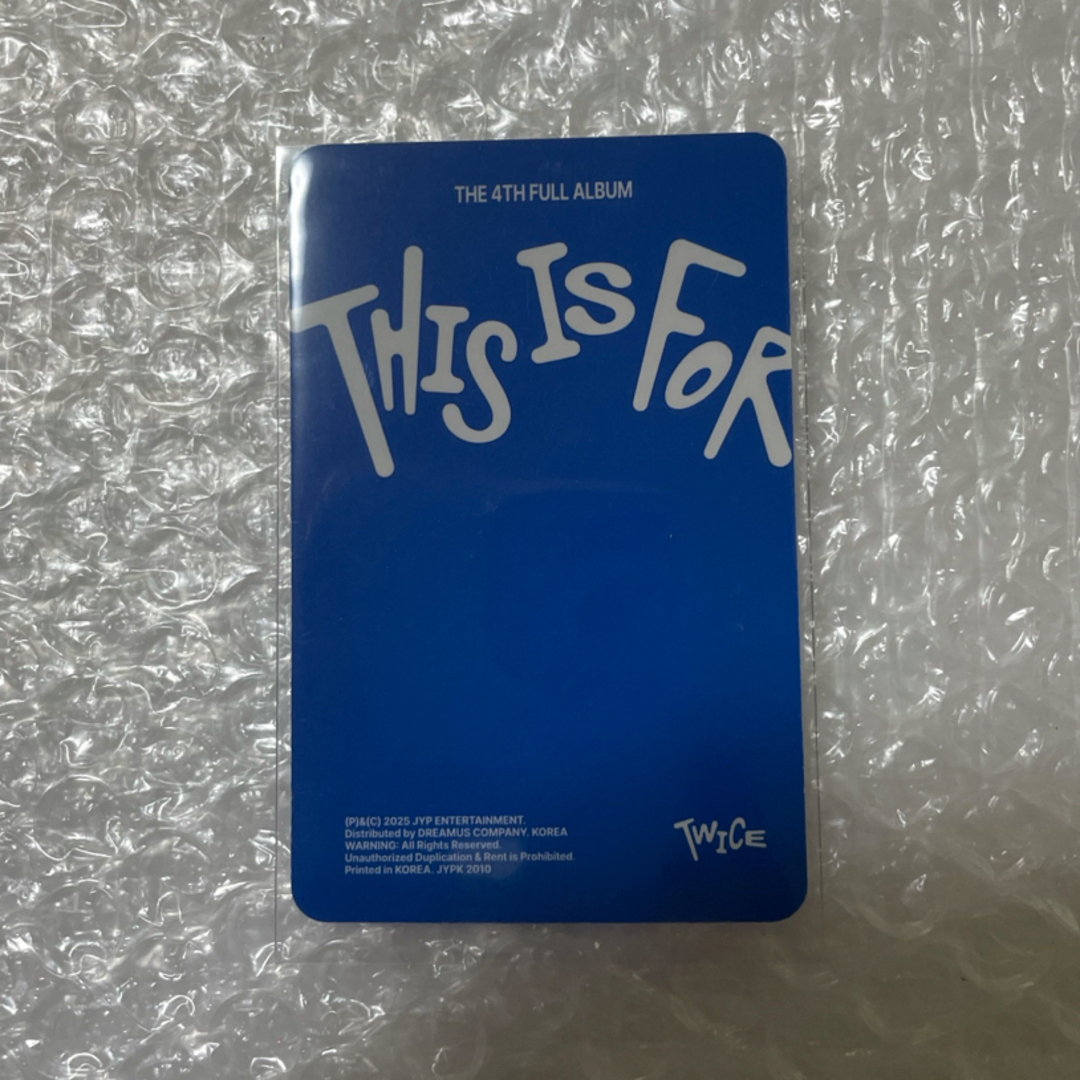 THE 4TH FULL ALBUM
THIS IS FOR
(P)&(C) 2025 JYP ENTERTAINMENT.
Distributed by DREAMUS COMPANY. KOREA
WARNING: All Rights Reserved.
Unauthorized Duplication & Rent is Prohibited.
Printed in KOREA. JYPK 2010
TWICE